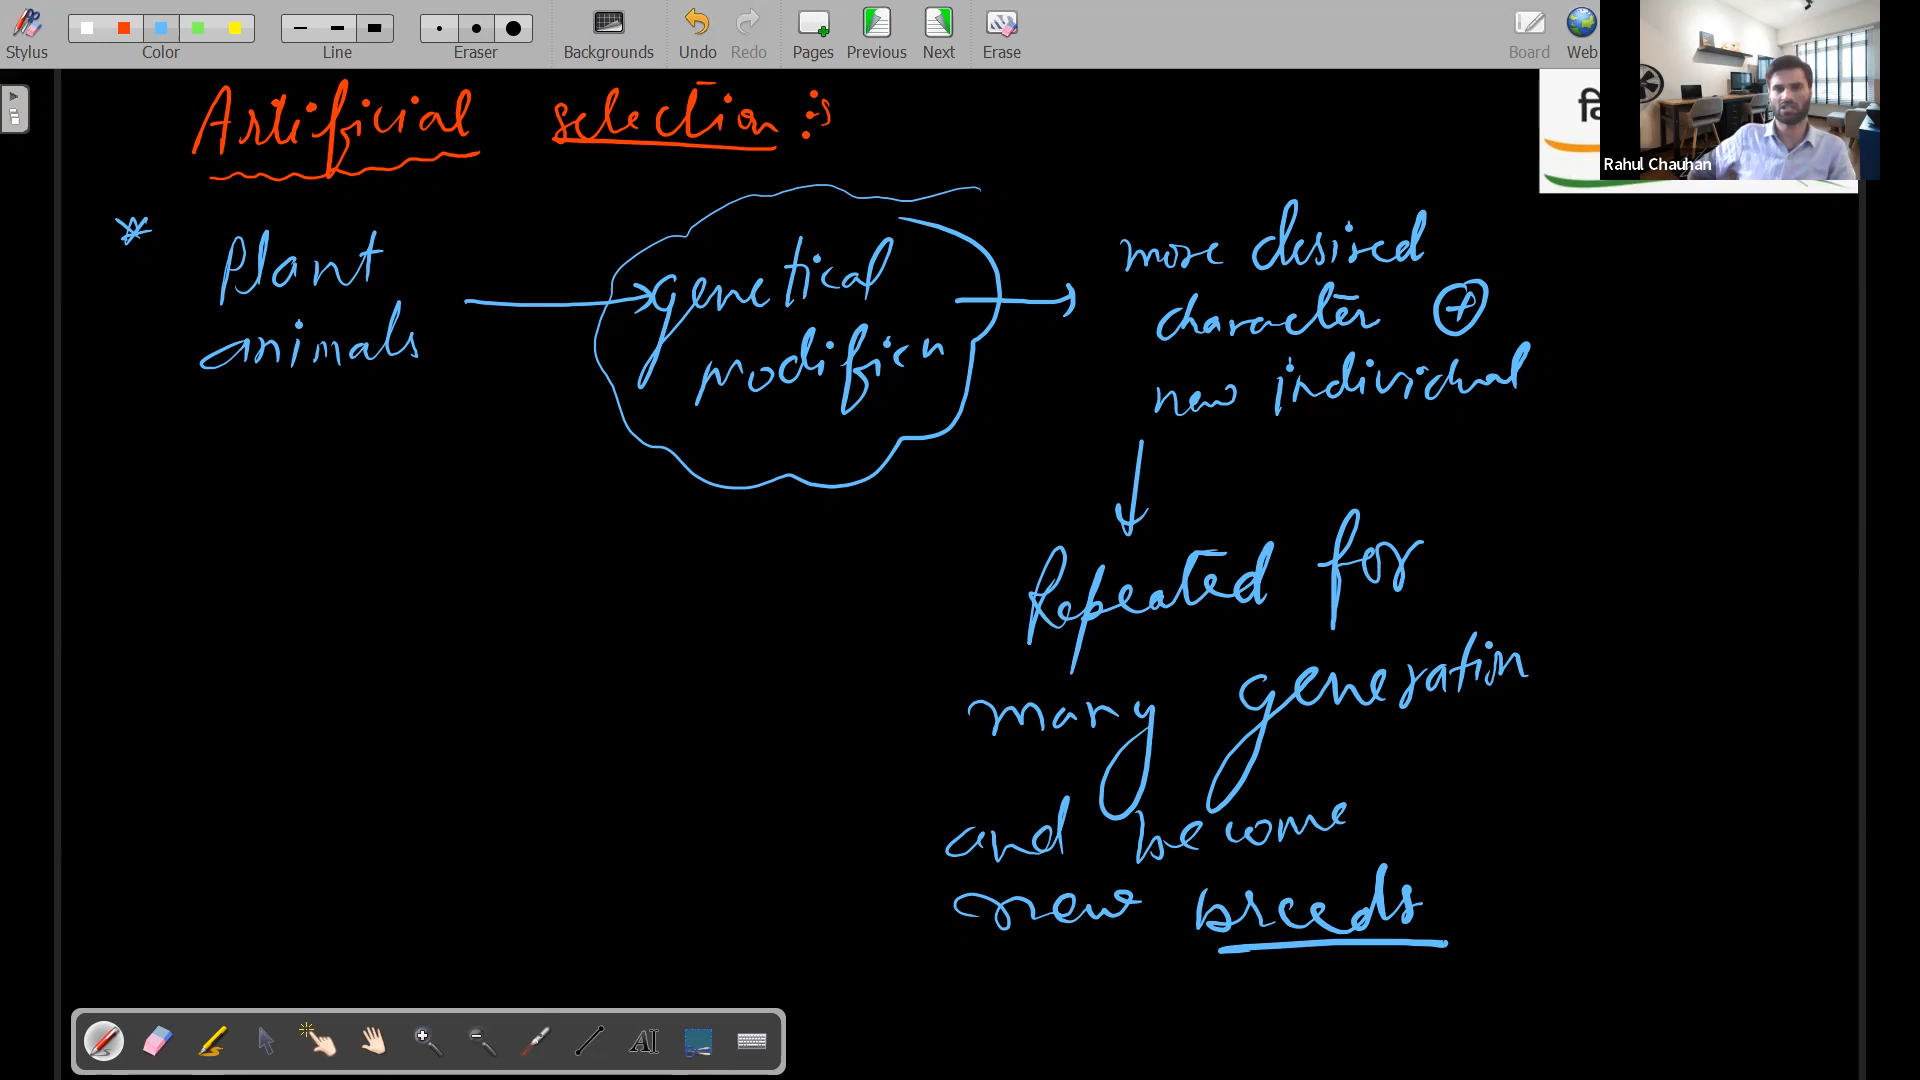 Stylus
Color
Line
Eraser
Backgrounds
Undo
Redo
Pages
Previous
Next
Erase
Board
Web
Rahul Chauhan
Artificial selection :-
* Plant
animals
genetical
modificn
more desired
character +
new individual
Repeated for
many generation
and become
new breeds
AI